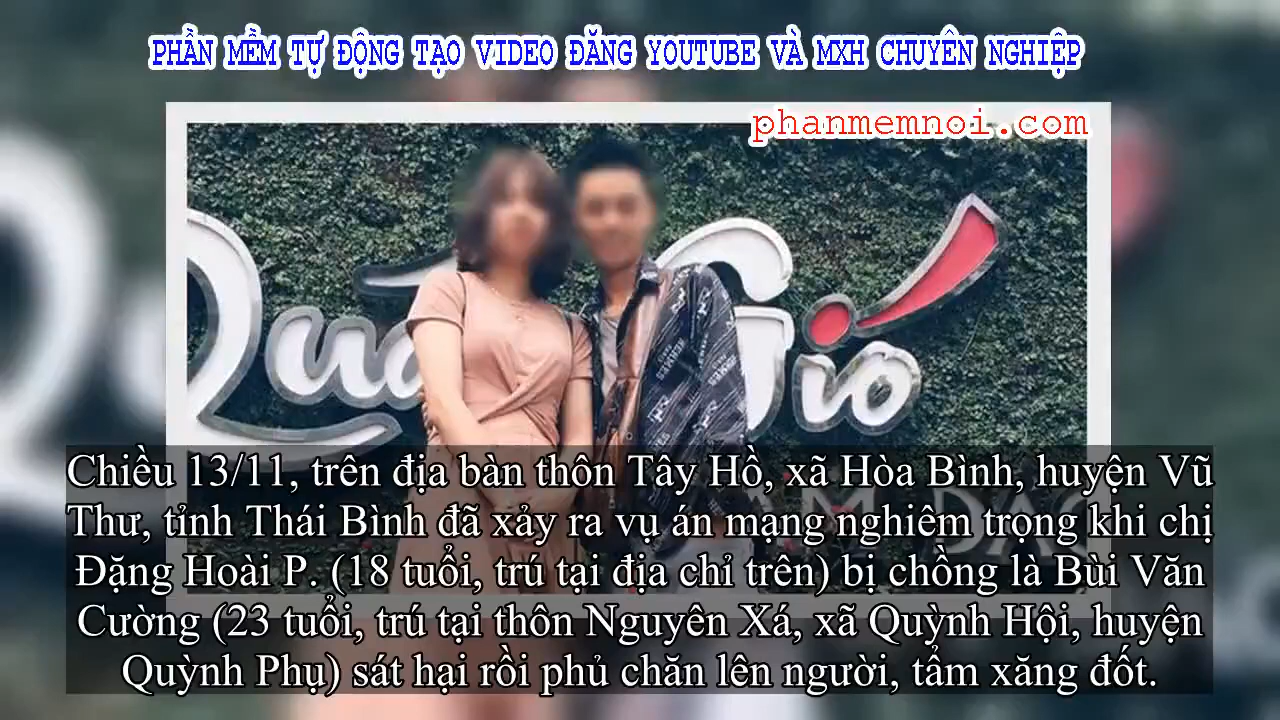 PHẦN MỀM TỰ ĐỘNG TẠO VIDEO ĐĂNG YOUTUBE VÀ MXH CHUYÊN NGHIỆP
phanmemnoi.com
Quán Gió
TAM ĐẢO
Chiều 13/11, trên địa bàn thôn Tây Hồ, xã Hòa Bình, huyện Vũ
Thư, tỉnh Thái Bình đã xảy ra vụ án mạng nghiêm trọng khi chị
Đặng Hoài P. (18 tuổi, trú tại địa chỉ trên) bị chồng là Bùi Văn
Cường (23 tuổi, trú tại thôn Nguyên Xá, xã Quỳnh Hội, huyện
Quỳnh Phụ) sát hại rồi phủ chăn lên người, tẩm xăng đốt.